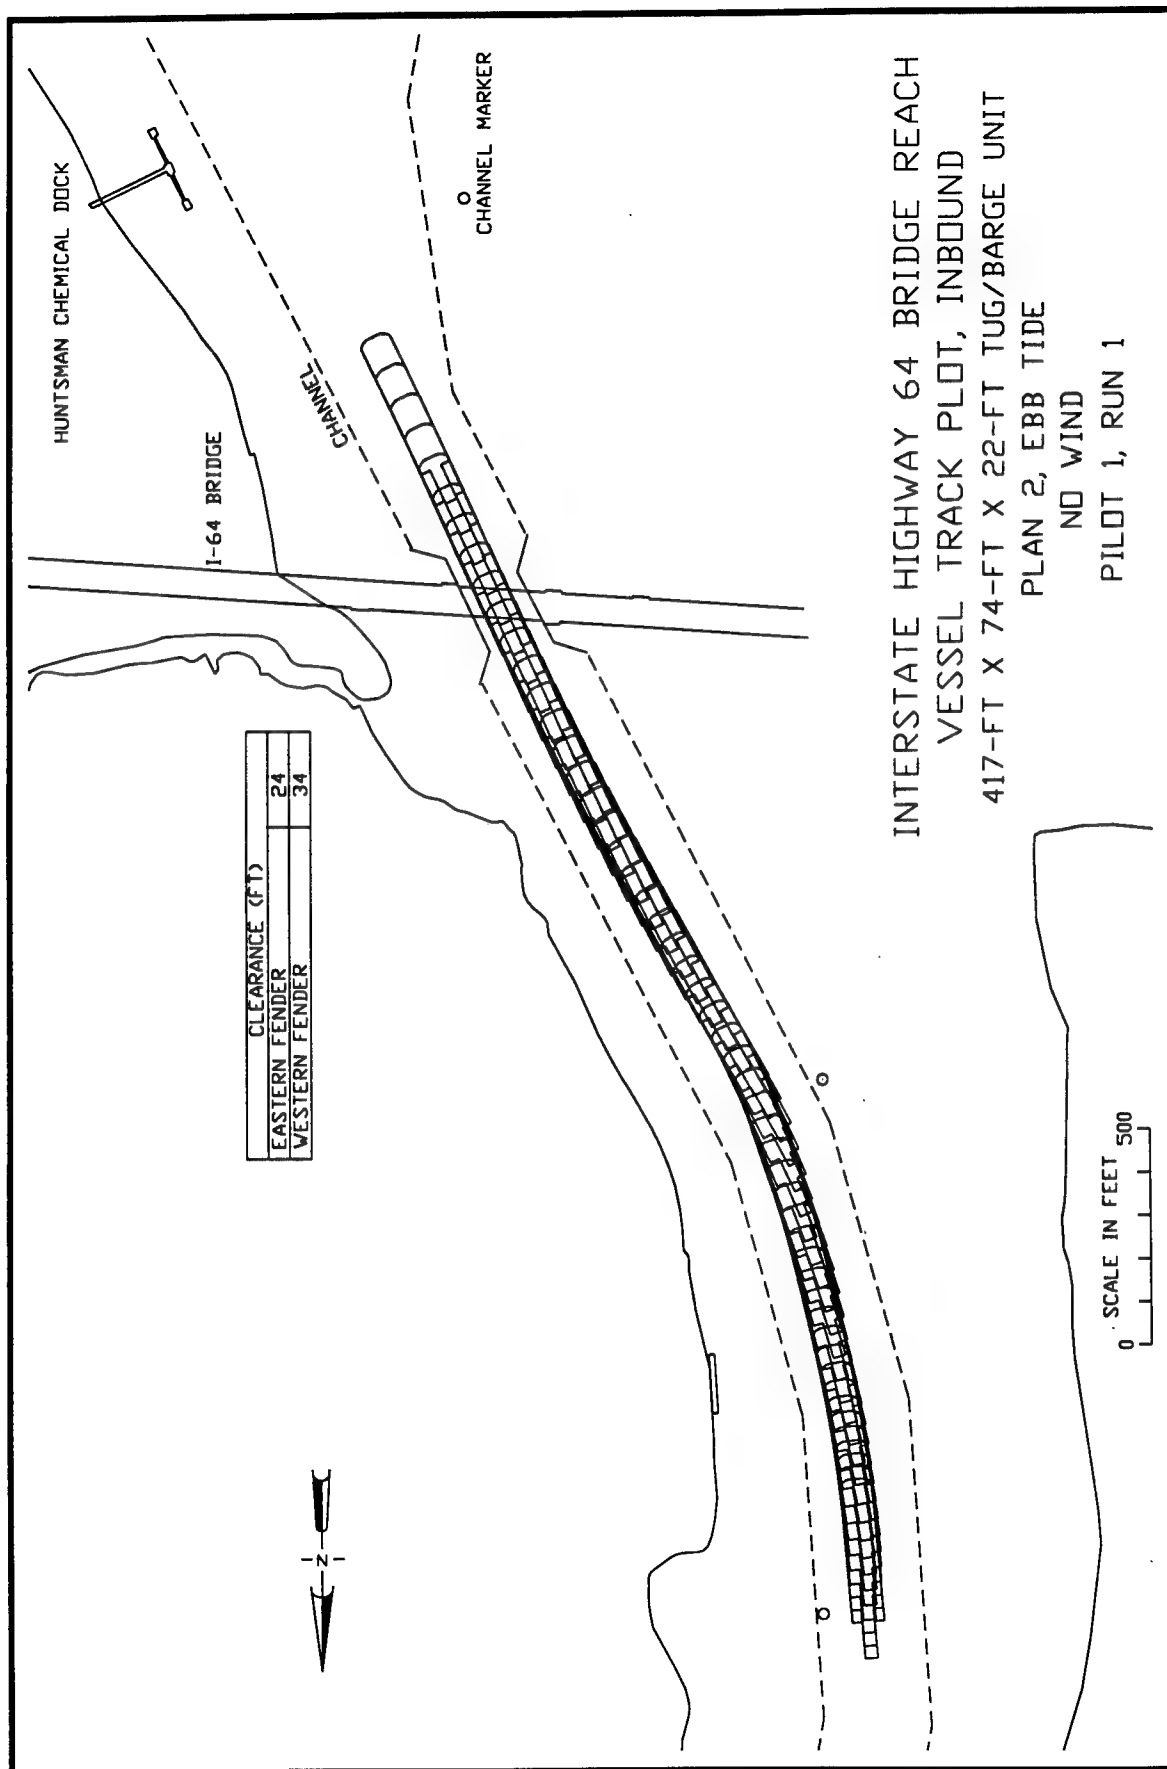 HUNTSMAN CHEMICAL DOCK
CHANNEL MARKER
CHANNEL
I-64 BRIDGE
CLEARANCE (FT)
EASTERN FENDER 24
WESTERN FENDER 34
N
SCALE IN FEET
0 500
INTERSTATE HIGHWAY 64 BRIDGE REACH
VESSEL TRACK PLOT, INBOUND
417-FT X 74-FT X 22-FT TUG/BARGE UNIT
PLAN 2, EBB TIDE
NO WIND
PILOT 1, RUN 1